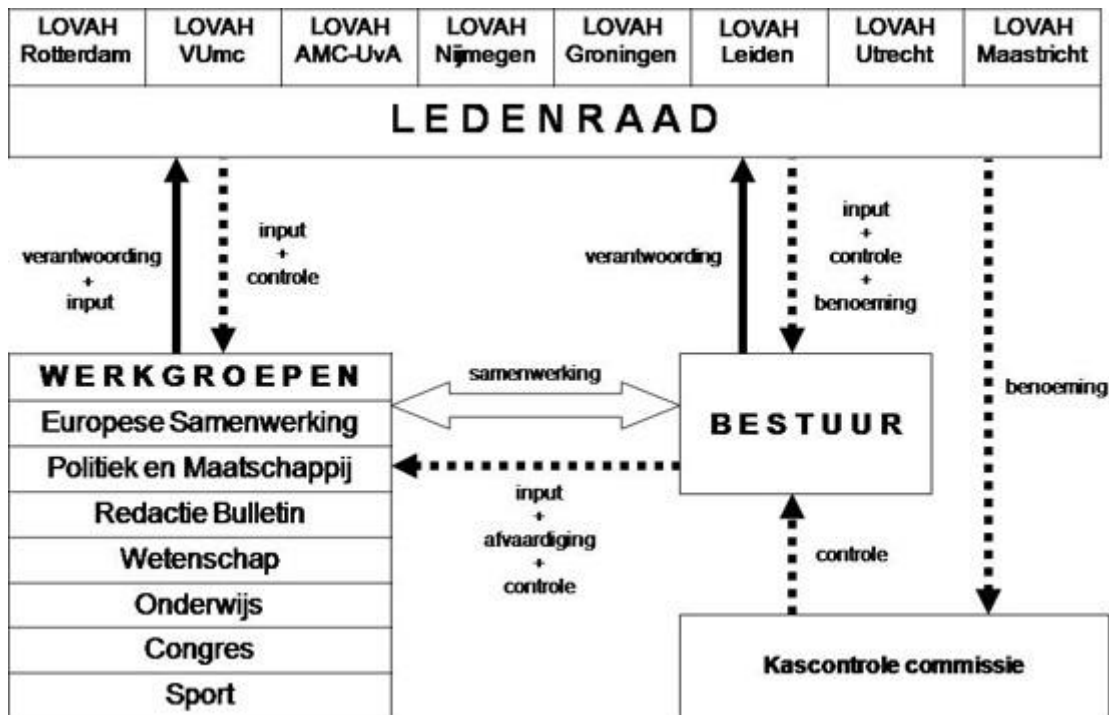 LOVAH Rotterdam
LOVAH VUmc
LOVAH AMC-UvA
LOVAH Nijmegen
LOVAH Groningen
LOVAH Leiden
LOVAH Utrecht
LOVAH Maastricht
LEDENRAAD
verantwoording
+
input
input
+
controle
verantwoording
input
+
controle
+
benoeming
benoeming
WERKGROEPEN
Europese Samenwerking
Politiek en Maatschappij
Redactie Bulletin
Wetenschap
Onderwijs
Congres
Sport
samenwerking
input
+
afvaardiging
+
controle
BESTUUR
controle
Kascontrole commissie